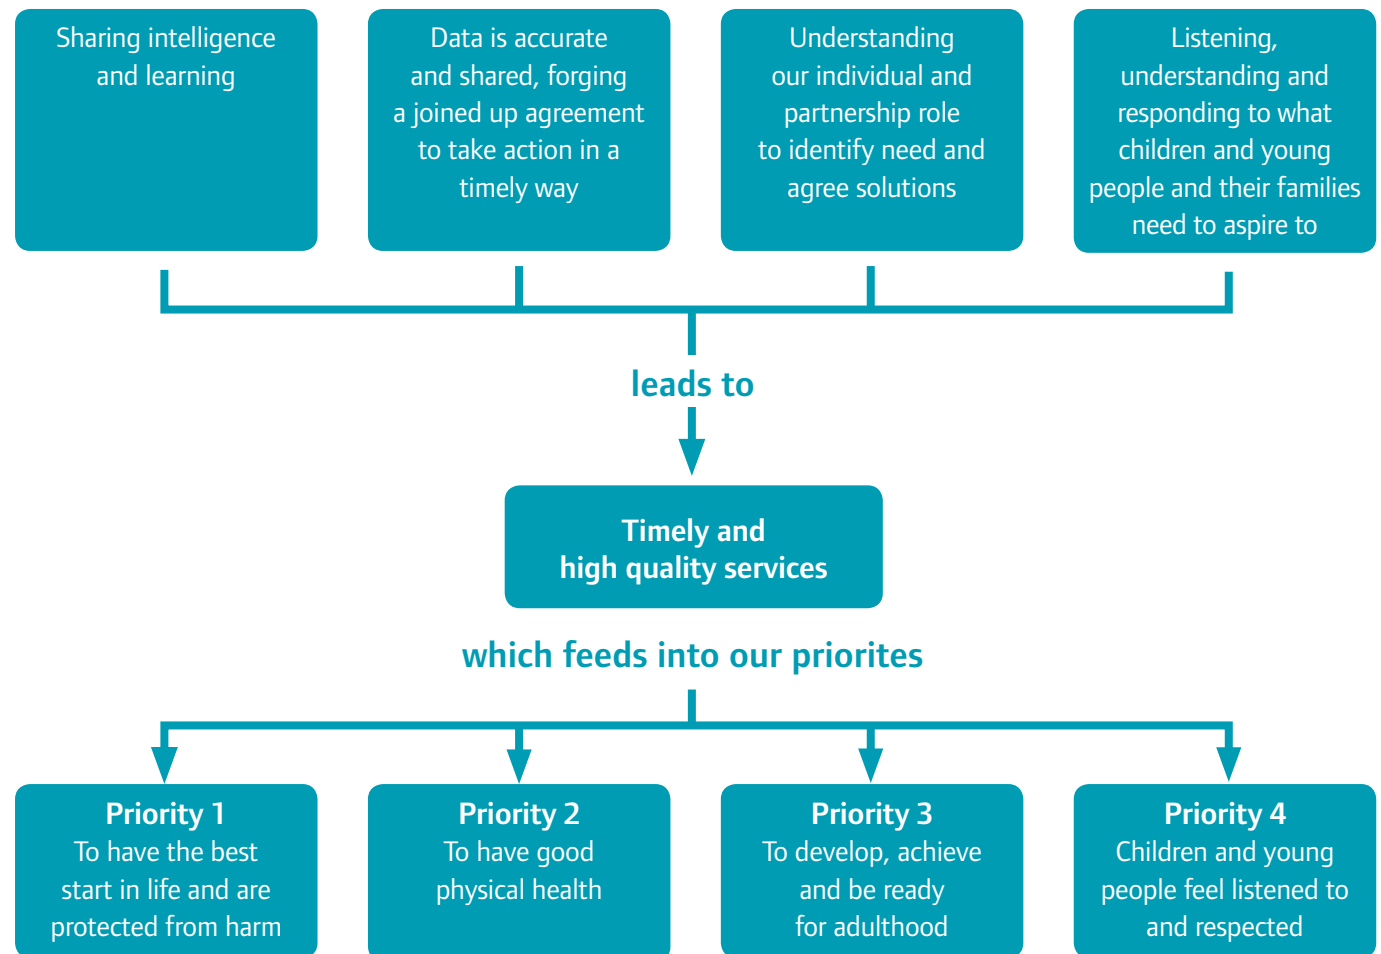 Sharing intelligence
and learning
Data is accurate
and shared, forging
a joined up agreement
to take action in a
timely way
Understanding
our individual and
partnership role
to identify need and
agree solutions
Listening,
understanding and
responding to what
children and young
people and their families
need to aspire to
leads to
Timely and
high quality services
which feeds into our priorites
Priority 1
To have the best
start in life and are
protected from harm
Priority 2
To have good
physical health
Priority 3
To develop, achieve
and be ready
for adulthood
Priority 4
Children and young
people feel listened to
and respected